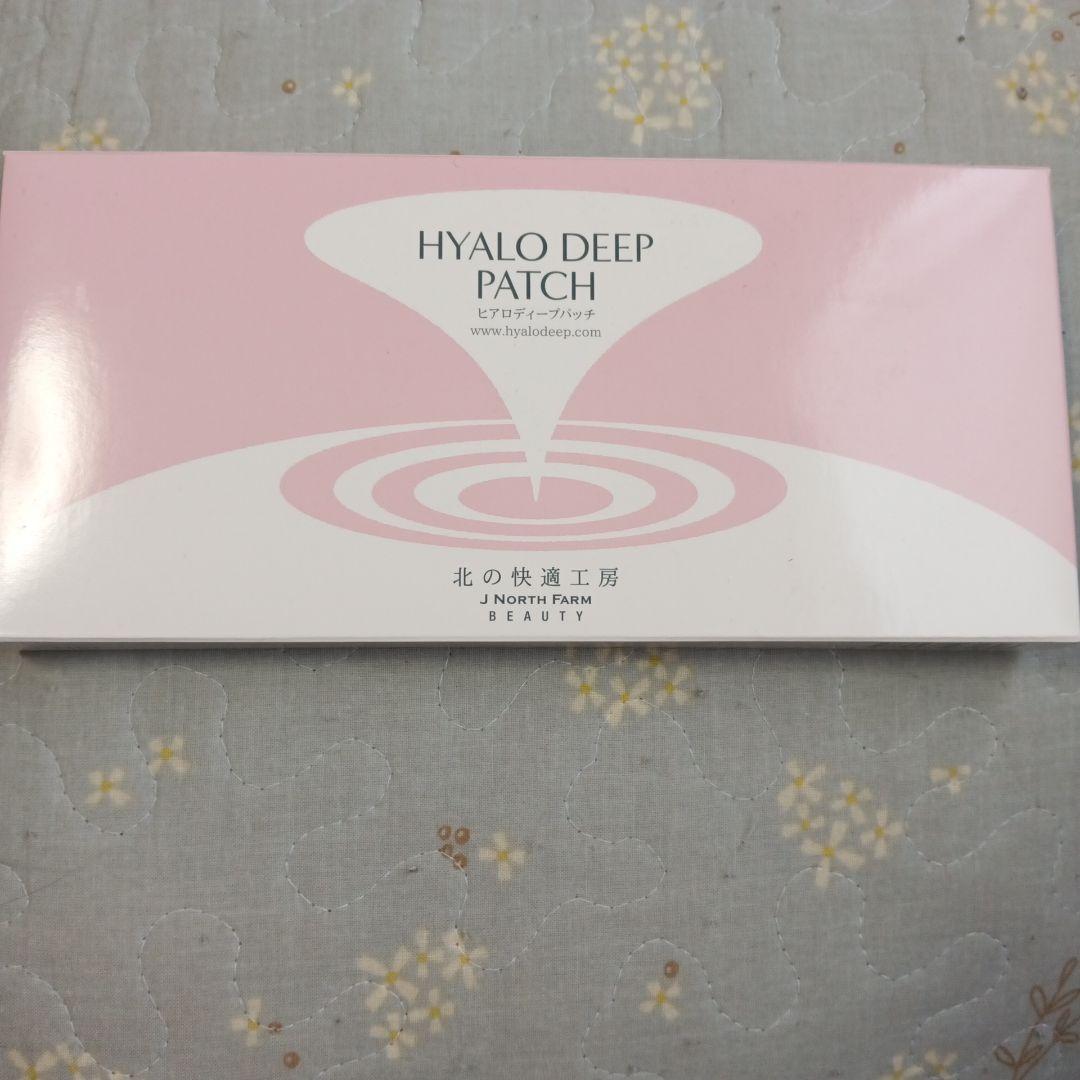 HYALO DEEP
PATCH
ヒアロディープパッチ
www.hyalodeep.com
北の快適工房
J NORTH FARM
BEAUTY